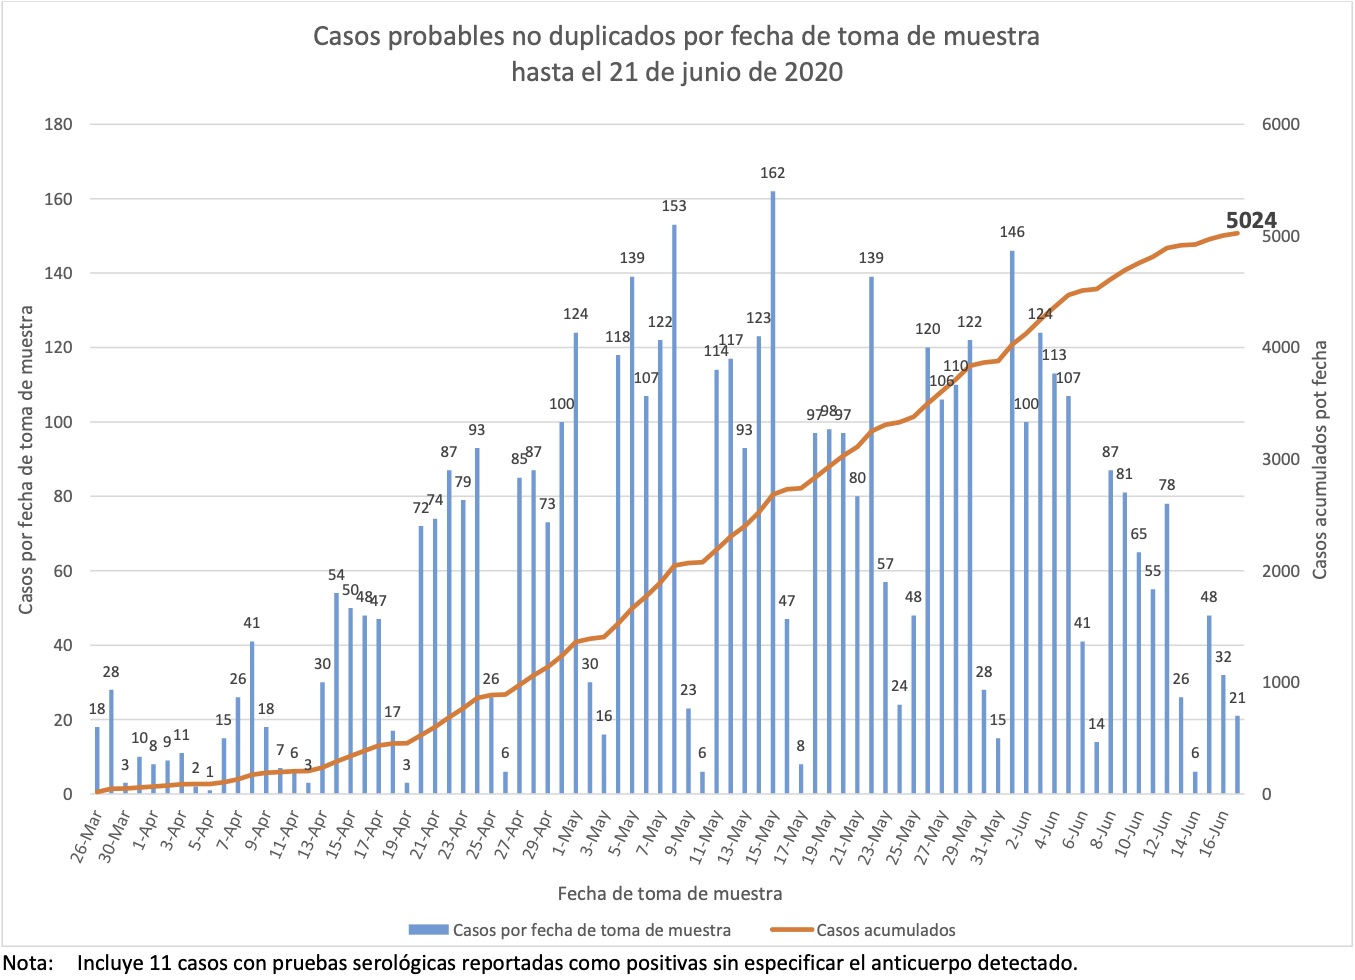 Casos probables no duplicados por fecha de toma de muestra
hasta el 21 de junio de 2020
180
160
140
120
100
80
60
40
20
0
Casos por fecha de toma de muestra
18
28
3
10
8
9
11
2
1
15
26
41
18
7
6
3
30
54
50
48
47
17
3
72
74
87
79
93
26
6
85
87
73
100
124
30
16
118
139
107
122
153
23
6
114
117
93
123
162
47
8
97
98
97
80
139
57
24
48
120
106
110
122
28
15
146
100
124
113
107
41
14
87
81
65
55
78
26
6
48
32
21
5024
6000
5000
4000
3000
2000
1000
0
Casos acumulados pot fecha
26-Mar
30-Mar
1-Apr
3-Apr
5-Apr
7-Apr
9-Apr
11-Apr
13-Apr
15-Apr
17-Apr
19-Apr
21-Apr
23-Apr
25-Apr
27-Apr
29-Apr
1-May
3-May
5-May
7-May
9-May
11-May
13-May
15-May
17-May
19-May
21-May
23-May
25-May
27-May
29-May
31-May
2-Jun
4-Jun
6-Jun
8-Jun
10-Jun
12-Jun
14-Jun
16-Jun
Fecha de toma de muestra
Casos por fecha de toma de muestra
Casos acumulados
Nota: Incluye 11 casos con pruebas serológicas reportadas como positivas sin especificar el anticuerpo detectado.